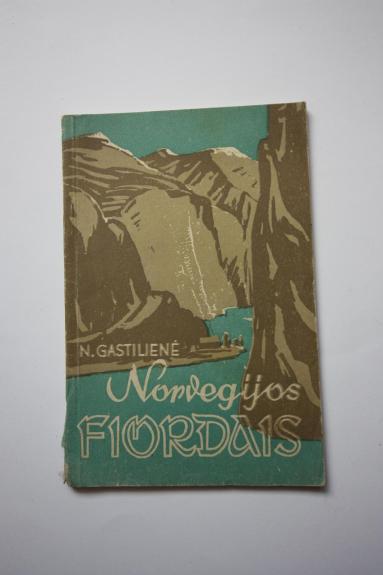 N. GASTILIENĖ
Norvegijos
FIORDAIS